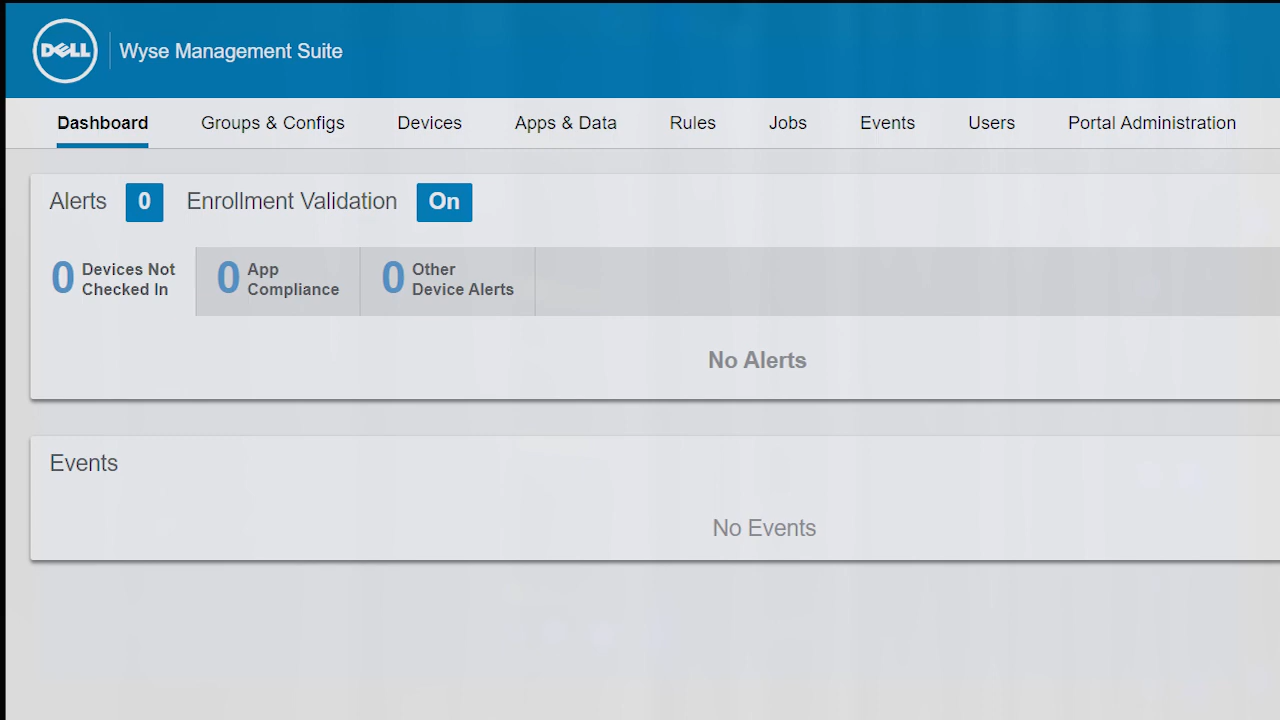 DELL
Wyse Management Suite
Dashboard Groups & Configs Devices Apps & Data Rules Jobs Events Users Portal Administration
Alerts 0 Enrollment Validation On
0 Devices Not Checked In
0 App Compliance
0 Other Device Alerts
No Alerts
Events
No Events